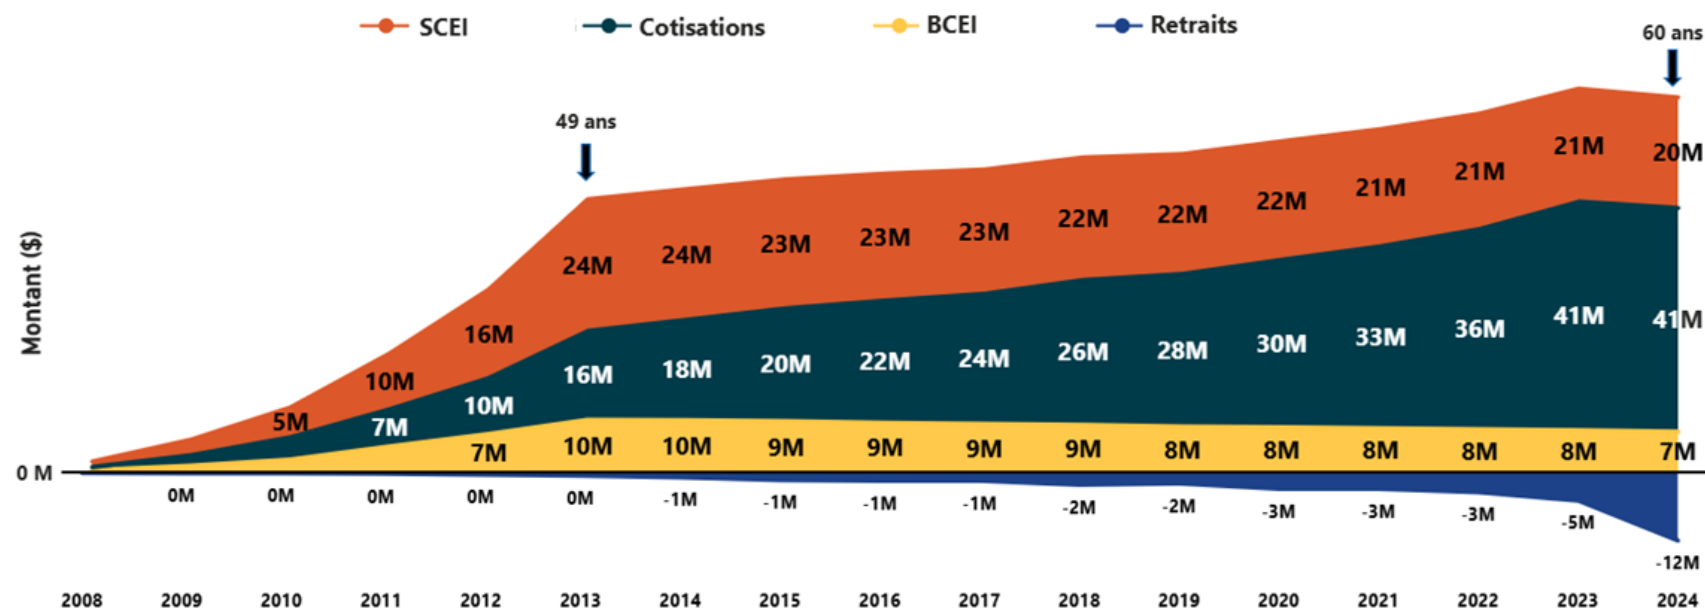 SCEI Cotisations BCEI Retraits
60 ans
49 ans
Montant ($)
24M 24M 23M 23M 23M 22M 22M 22M 21M 21M 21M 20M
5M 10M 16M
7M 10M 16M 18M 20M 22M 24M 26M 28M 30M 33M 36M 41M 41M
7M 10M 10M 9M 9M 9M 9M 8M 8M 8M 8M 8M 7M
0 M
0M 0M 0M 0M 0M -1M -1M -1M -1M -2M -2M -3M -3M -3M -5M -12M
2008 2009 2010 2011 2012 2013 2014 2015 2016 2017 2018 2019 2020 2021 2022 2023 2024